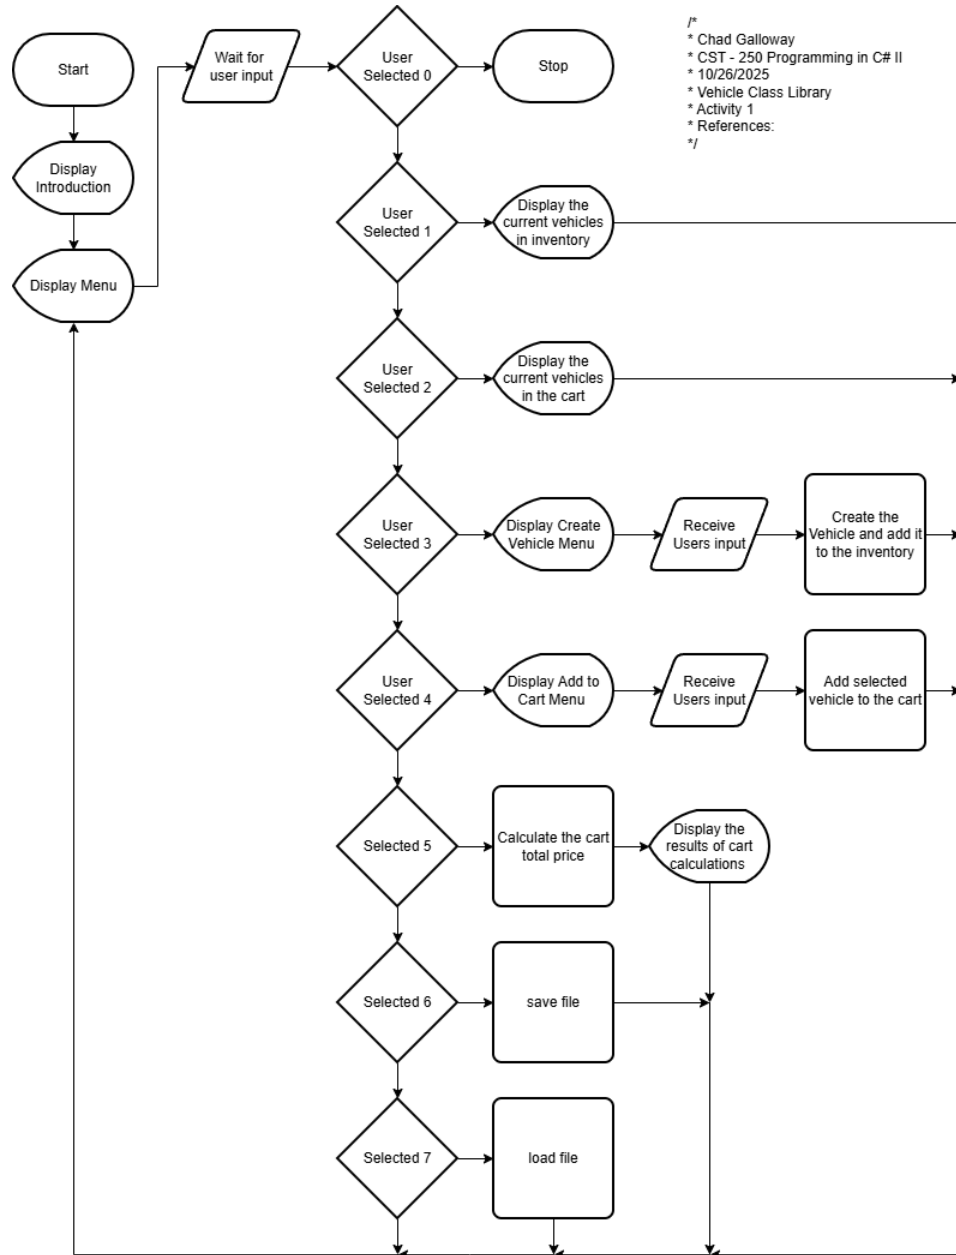 Start
Wait for
user input
User
Selected 0
Stop
/*
* Chad Galloway
* CST - 250 Programming in C# II
* 10/26/2025
* Vehicle Class Library
* Activity 1
* References:
*/
Display
Introduction
Display Menu
User
Selected 1
Display the
current vehicles
in inventory
User
Selected 2
Display the
current vehicles
in the cart
User
Selected 3
Display Create
Vehicle Menu
Receive
Users input
Create the
Vehicle and add it
to the inventory
User
Selected 4
Display Add to
Cart Menu
Receive
Users input
Add selected
vehicle to the cart
Selected 5
Calculate the cart
total price
Display the
results of cart
calculations
Selected 6
save file
Selected 7
load file